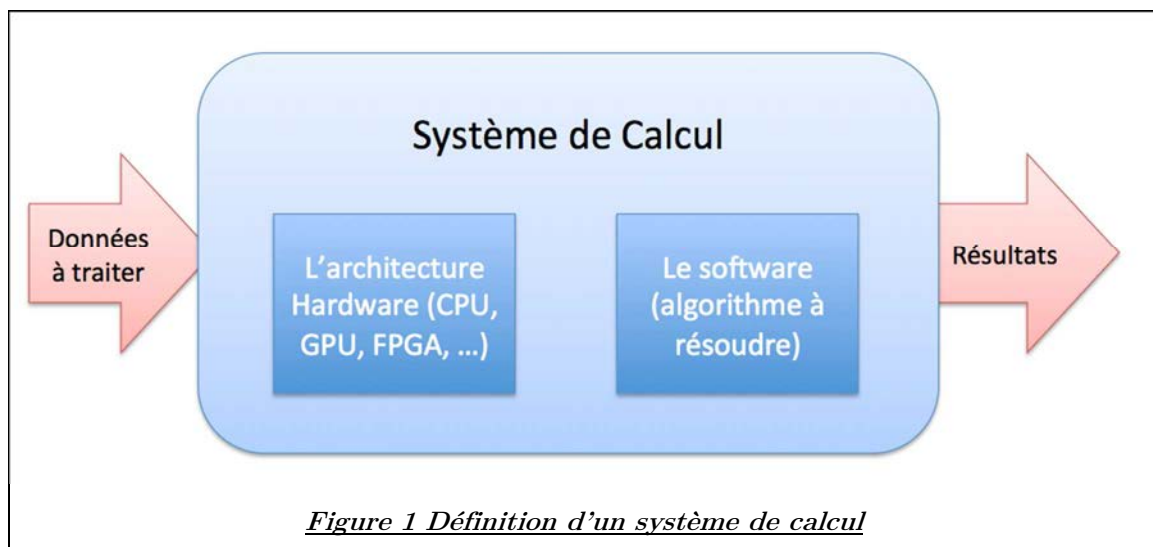 Système de Calcul
Données
à traiter
L'architecture
Hardware (CPU,
GPU, FPGA, ...)
Le software
(algorithme à
résoudre)
Résultats
Figure 1 Définition d'un système de calcul